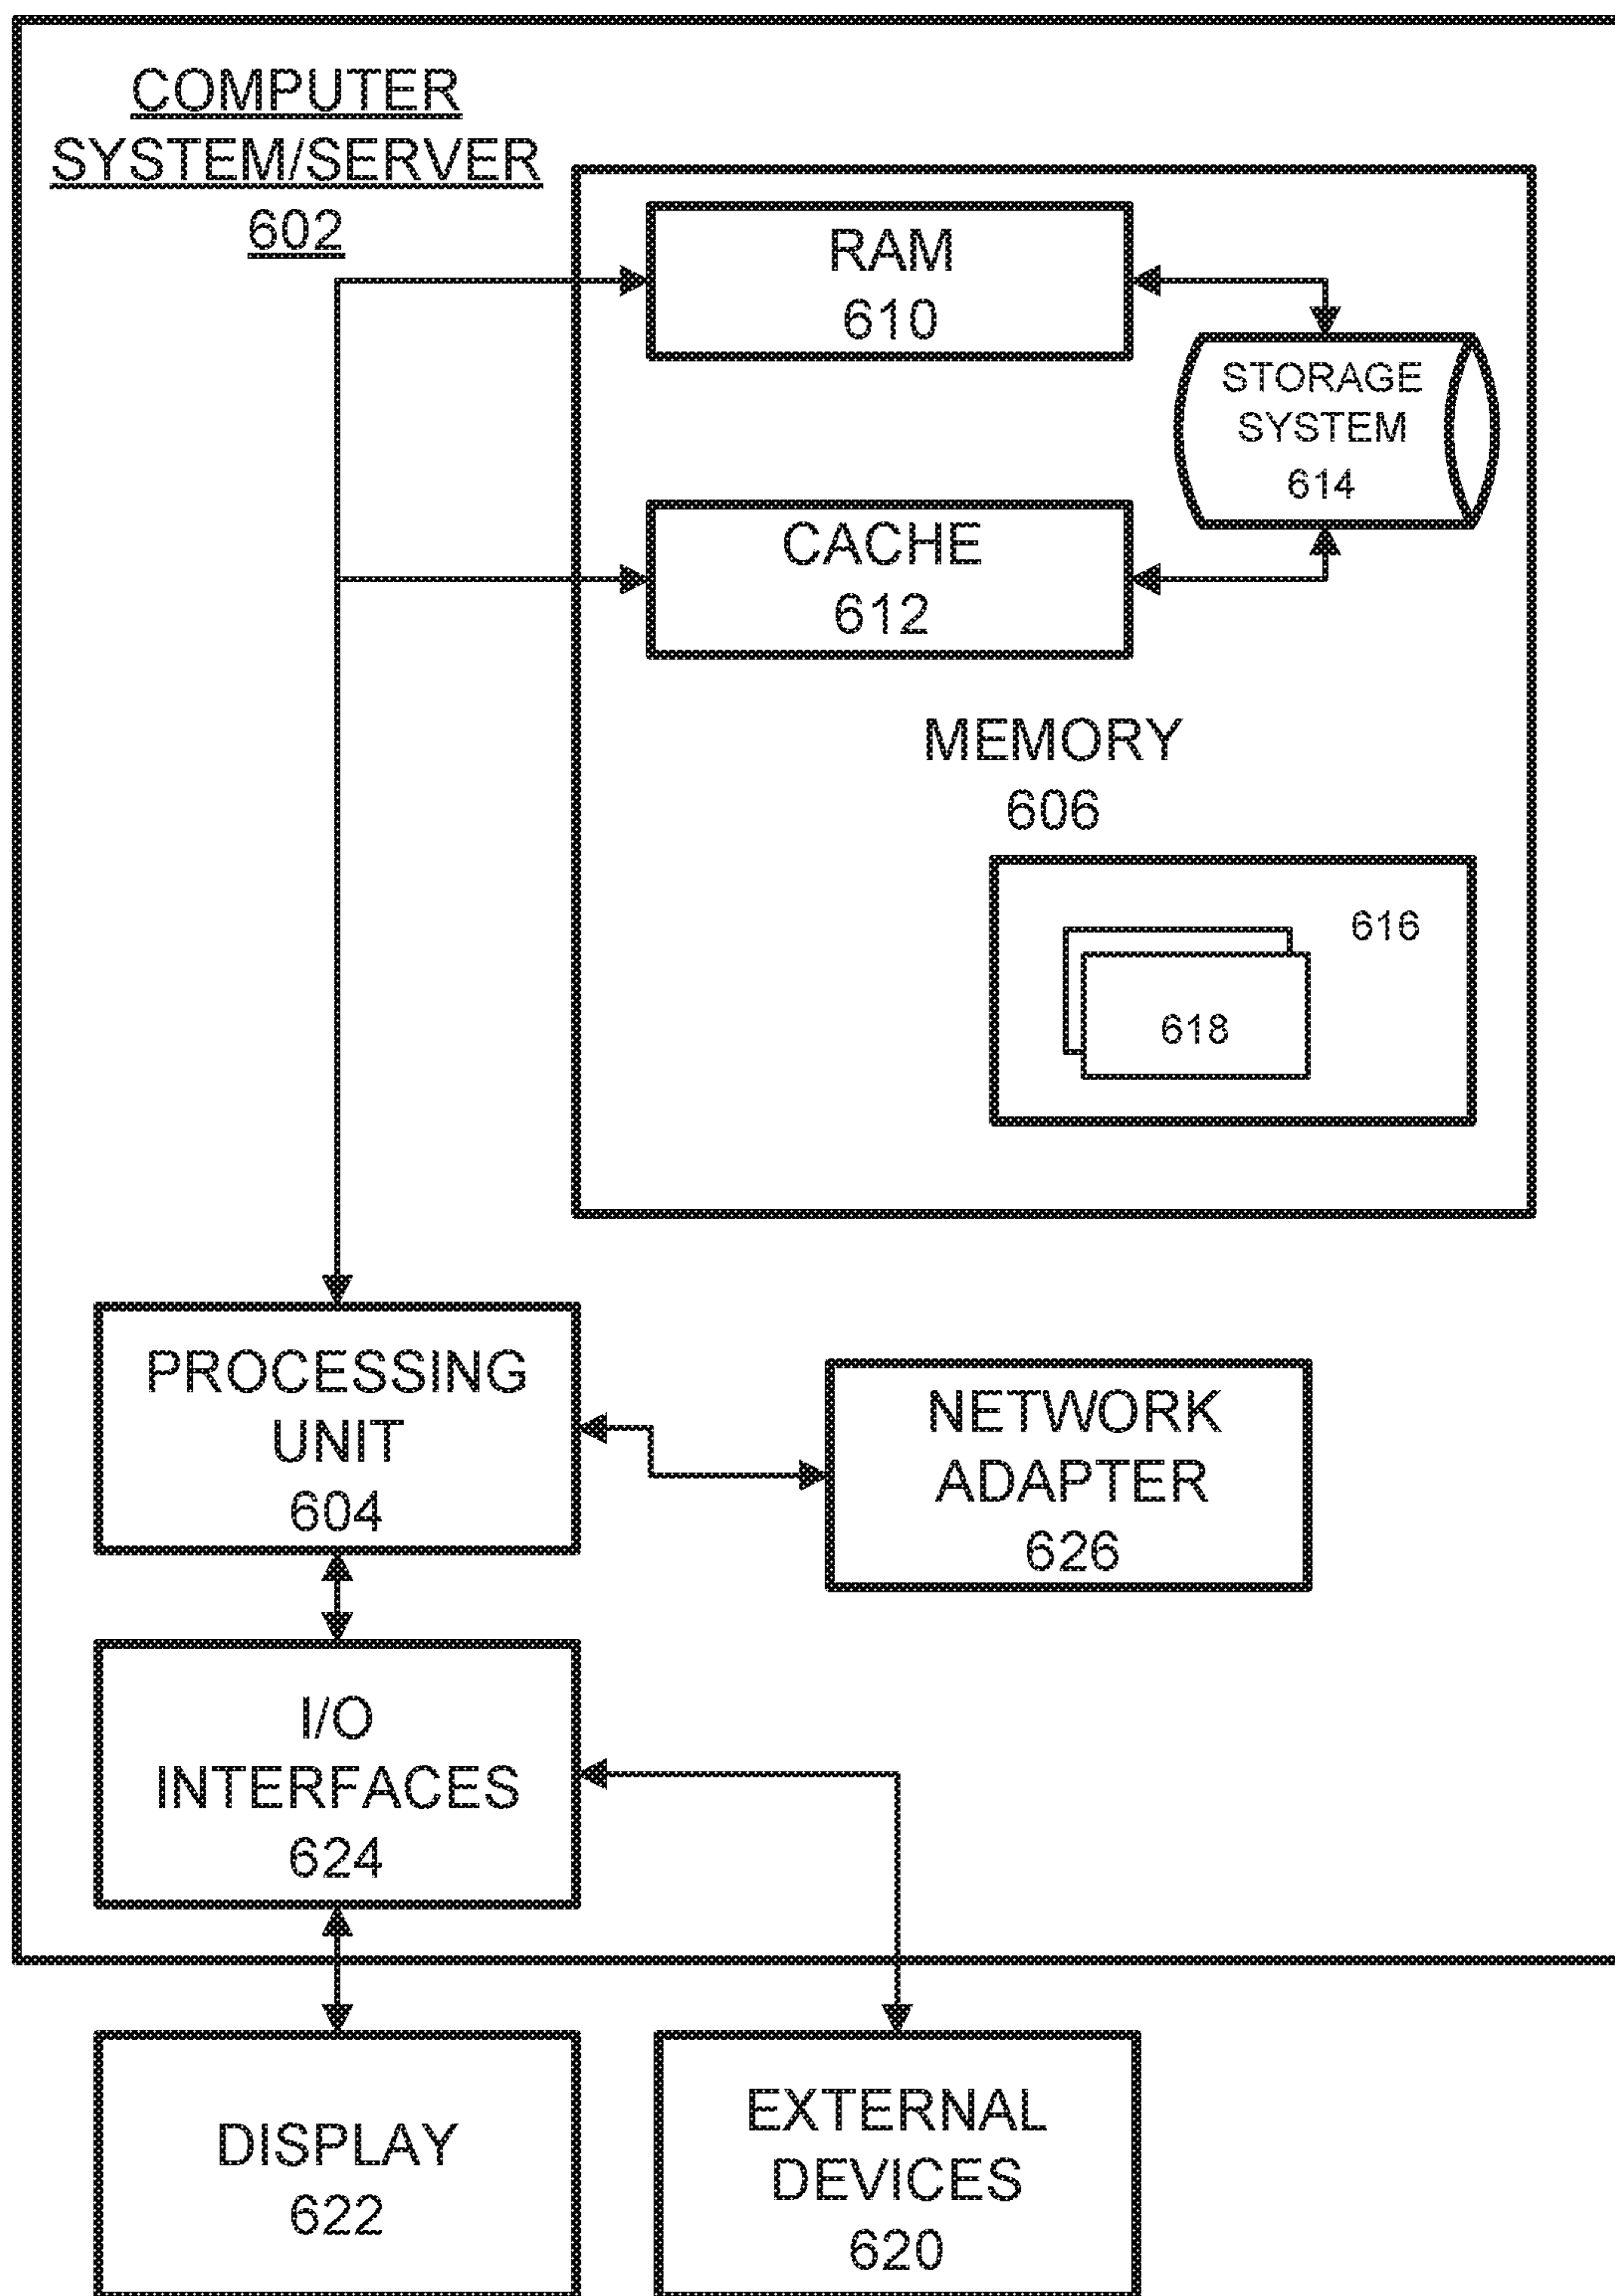 COMPUTER
SYSTEM/SERVER
602
RAM
610
STORAGE
SYSTEM
614
CACHE
612
MEMORY
606
616
618
PROCESSING
UNIT
604
NETWORK
ADAPTER
626
I/O
INTERFACES
624
DISPLAY
622
EXTERNAL
DEVICES
620